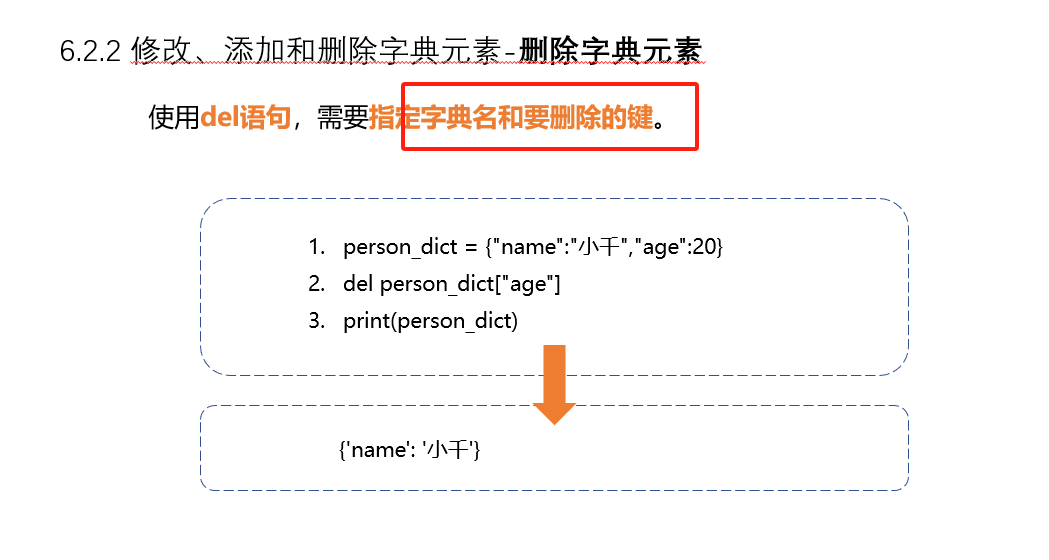 6.2.2 修改、添加和删除字典元素-删除字典元素
使用del语句，需要指定字典名和要删除的键。
1. person_dict = {"name":"小千","age":20}
2. del person_dict["age"]
3. print(person_dict)
{'name': '小千'}